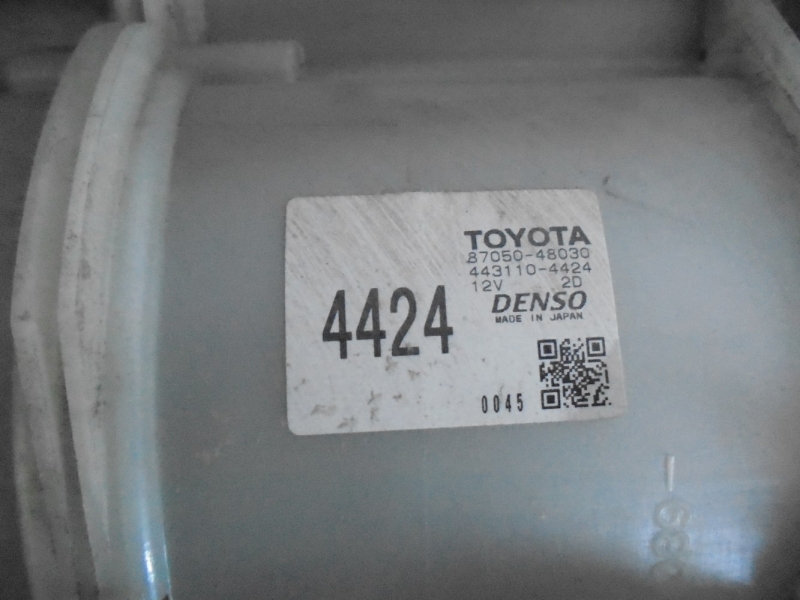 TOYOTA
87050-48030
443110-4424
12V 2D
DENSO
MADE IN JAPAN
4424
0045